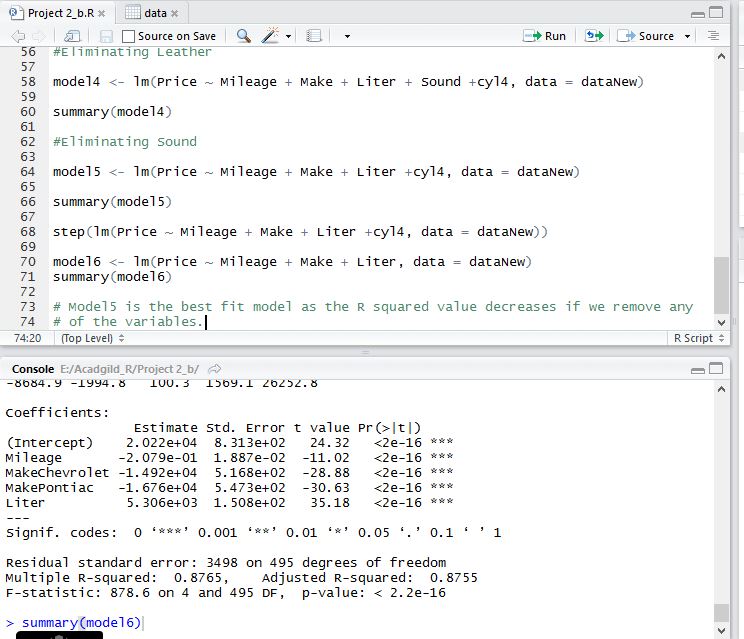 Project 2_b.R × data ×
Source on Save Run Source
56 #Eliminating Leather
57
58 model4 <- lm(Price ~ Mileage + Make + Liter + Sound +cyl4, data = dataNew)
59
60 summary(model4)
61
62 #Eliminating Sound
63
64 model5 <- lm(Price ~ Mileage + Make + Liter +cyl4, data = dataNew)
65
66 summary(model5)
67
68 step(lm(Price ~ Mileage + Make + Liter +cyl4, data = dataNew))
69
70 model6 <- lm(Price ~ Mileage + Make + Liter, data = dataNew)
71 summary(model6)
72
73 # Model5 is the best fit model as the R squared value decreases if we remove any
74 # of the variables.
74:20 (Top Level) R Script
Console E:/Acadgild_R/Project 2_b/
-8684.9 -1994.8 100.3 1569.1 26252.8
Coefficients:
Estimate Std. Error t value Pr(>|t|)
(Intercept) 2.022e+04 8.313e+02 24.32 <2e-16 ***
Mileage -2.079e-01 1.887e-02 -11.02 <2e-16 ***
MakeChevrolet -1.492e+04 5.168e+02 -28.88 <2e-16 ***
MakePontiac -1.676e+04 5.473e+02 -30.63 <2e-16 ***
Liter 5.306e+03 1.508e+02 35.18 <2e-16 ***
---
Signif. codes: 0 ‘***’ 0.001 ‘**’ 0.01 ‘*’ 0.05 ‘.’ 0.1 ‘ ’ 1
Residual standard error: 3498 on 495 degrees of freedom
Multiple R-squared: 0.8765, Adjusted R-squared: 0.8755
F-statistic: 878.6 on 4 and 495 DF, p-value: < 2.2e-16
> summary(model6)